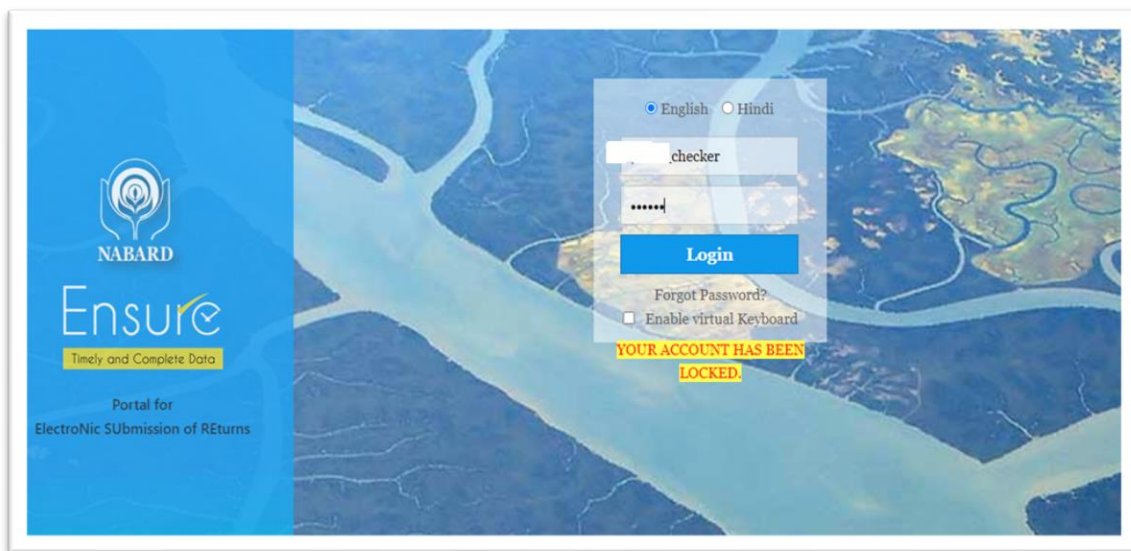 NABARD
Ensure
Timely and Complete Data
Portal for
ElectroNic SUbmission of REturns
English Hindi
_checker
••••••
Login
Forgot Password?
Enable virtual Keyboard
YOUR ACCOUNT HAS BEEN
LOCKED.